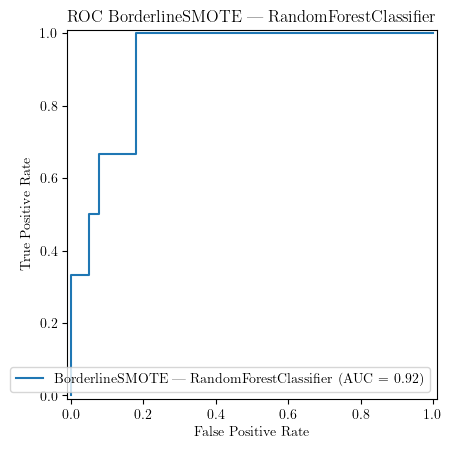 ROC BorderlineSMOTE — RandomForestClassifier
1.0
0.8
0.6
0.4
0.2
0.0
True Positive Rate
BorderlineSMOTE — RandomForestClassifier (AUC = 0.92)
0.0 0.2 0.4 0.6 0.8 1.0
False Positive Rate